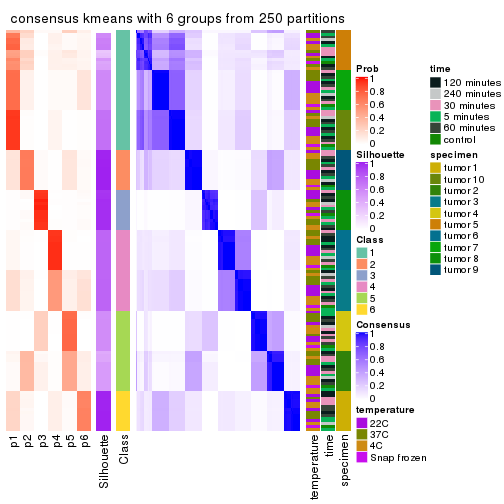 consensus kmeans with 6 groups from 250 partitions
Prob
1
0.8
0.6
0.4
0.2
0
Silhouette
1
0.8
0.6
0.4
0.2
0
Class
1
2
3
4
5
6
Consensus
1
0.8
0.6
0.4
0.2
0
temperature
22C
37C
4C
Snap frozen
time
120 minutes
240 minutes
30 minutes
5 minutes
60 minutes
control
specimen
tumor 1
tumor 10
tumor 2
tumor 3
tumor 4
tumor 5
tumor 6
tumor 7
tumor 8
tumor 9
p1
p2
p3
p4
p5
p6
Silhouette
Class
temperature
time
specimen